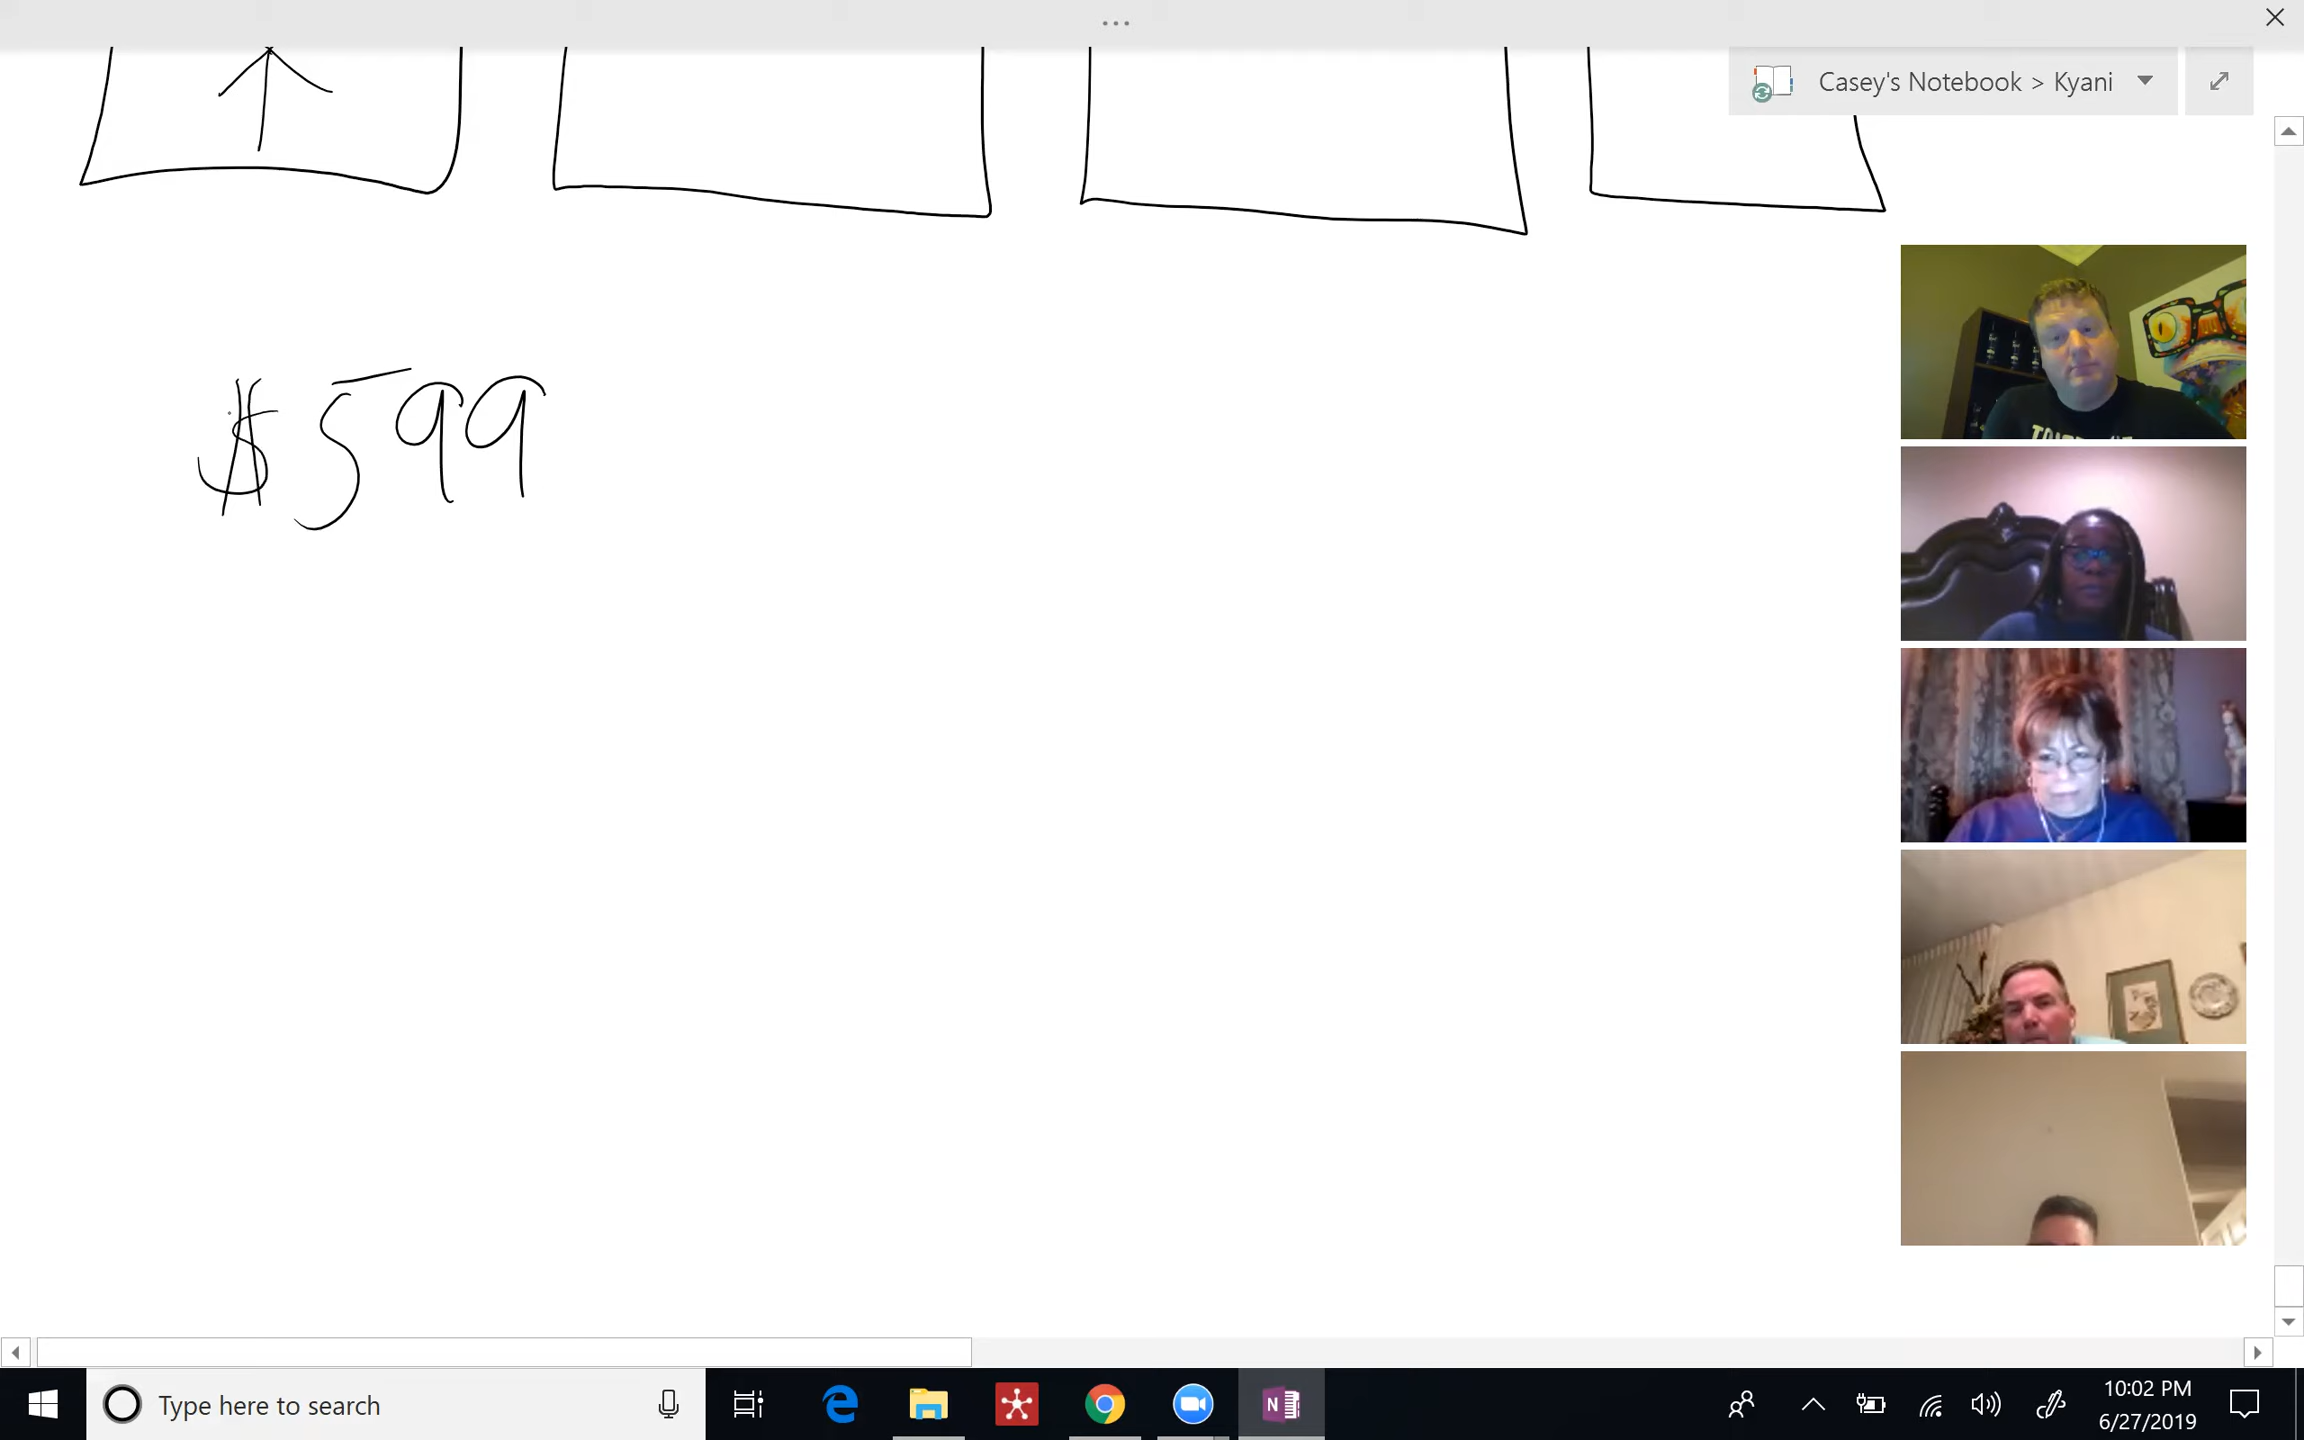 Casey's Notebook > Kyani
$599
Type here to search
10:02 PM
6/27/2019